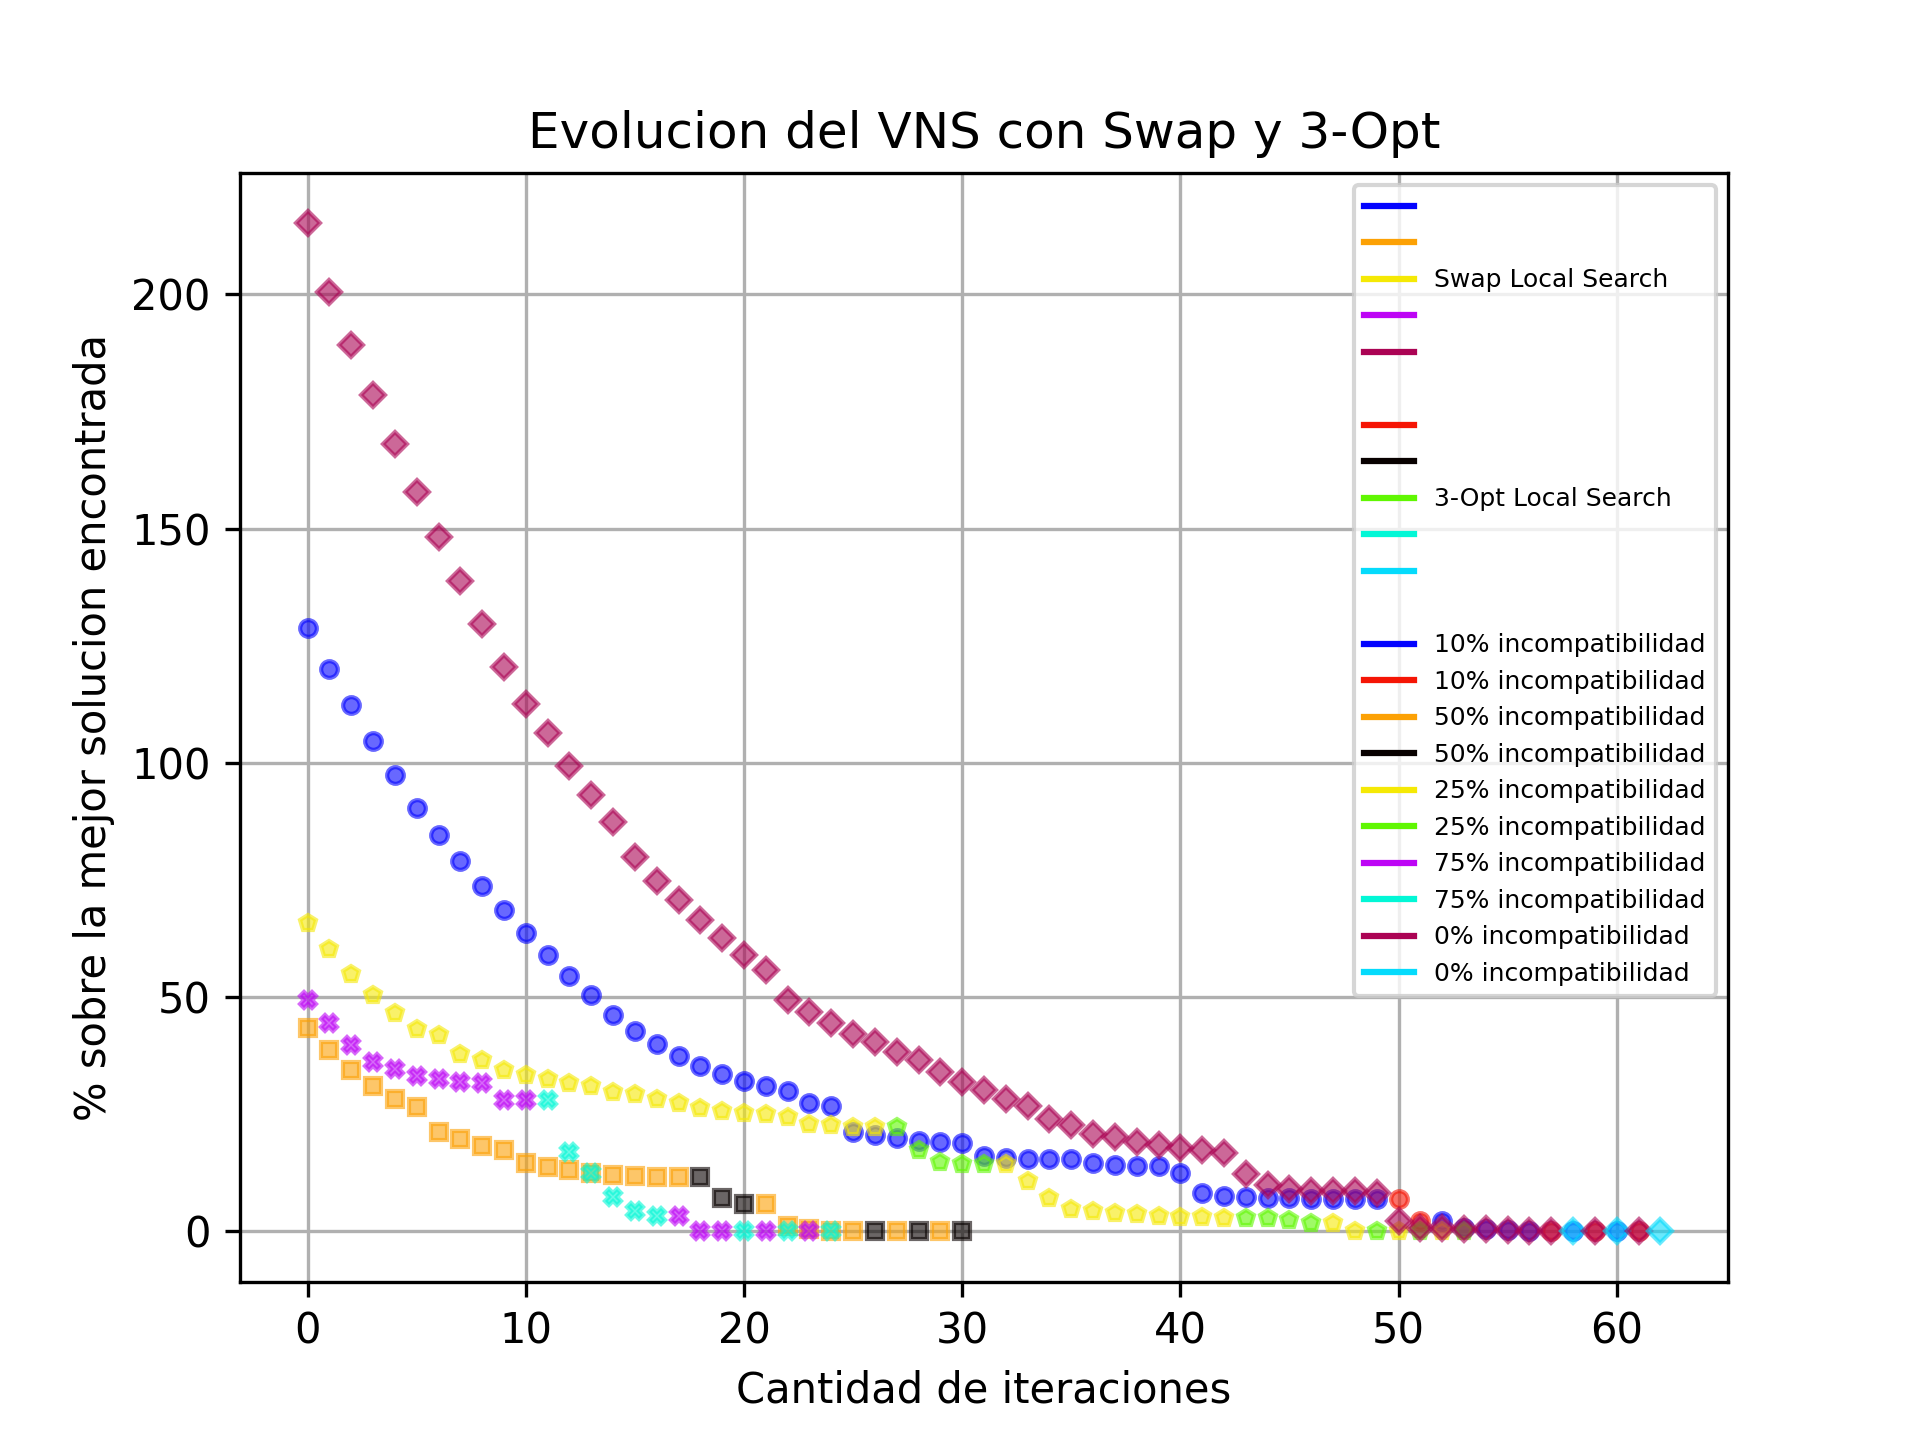 Evolucion del VNS con Swap y 3-Opt
% sobre la mejor solucion encontrada
200
150
100
50
0
0 10 20 30 40 50 60
Cantidad de iteraciones
Swap Local Search
3-Opt Local Search
10% incompatibilidad
10% incompatibilidad
50% incompatibilidad
50% incompatibilidad
25% incompatibilidad
25% incompatibilidad
75% incompatibilidad
75% incompatibilidad
0% incompatibilidad
0% incompatibilidad